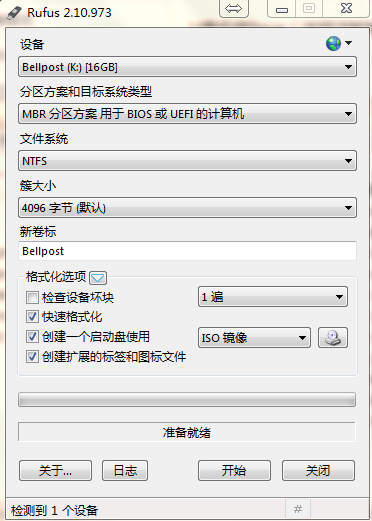 Rufus 2.10.973
设备
Bellpost (K:) [16GB]
分区方案和目标系统类型
MBR 分区方案 用于 BIOS 或 UEFI 的计算机
文件系统
NTFS
簇大小
4096 字节 (默认)
新卷标
Bellpost
格式化选项
检查设备坏块 1 遍
快速格式化
创建一个启动盘使用 ISO 镜像
创建扩展的标签和图标文件
准备就绪
关于... 日志 开始 关闭
检测到 1 个设备 #